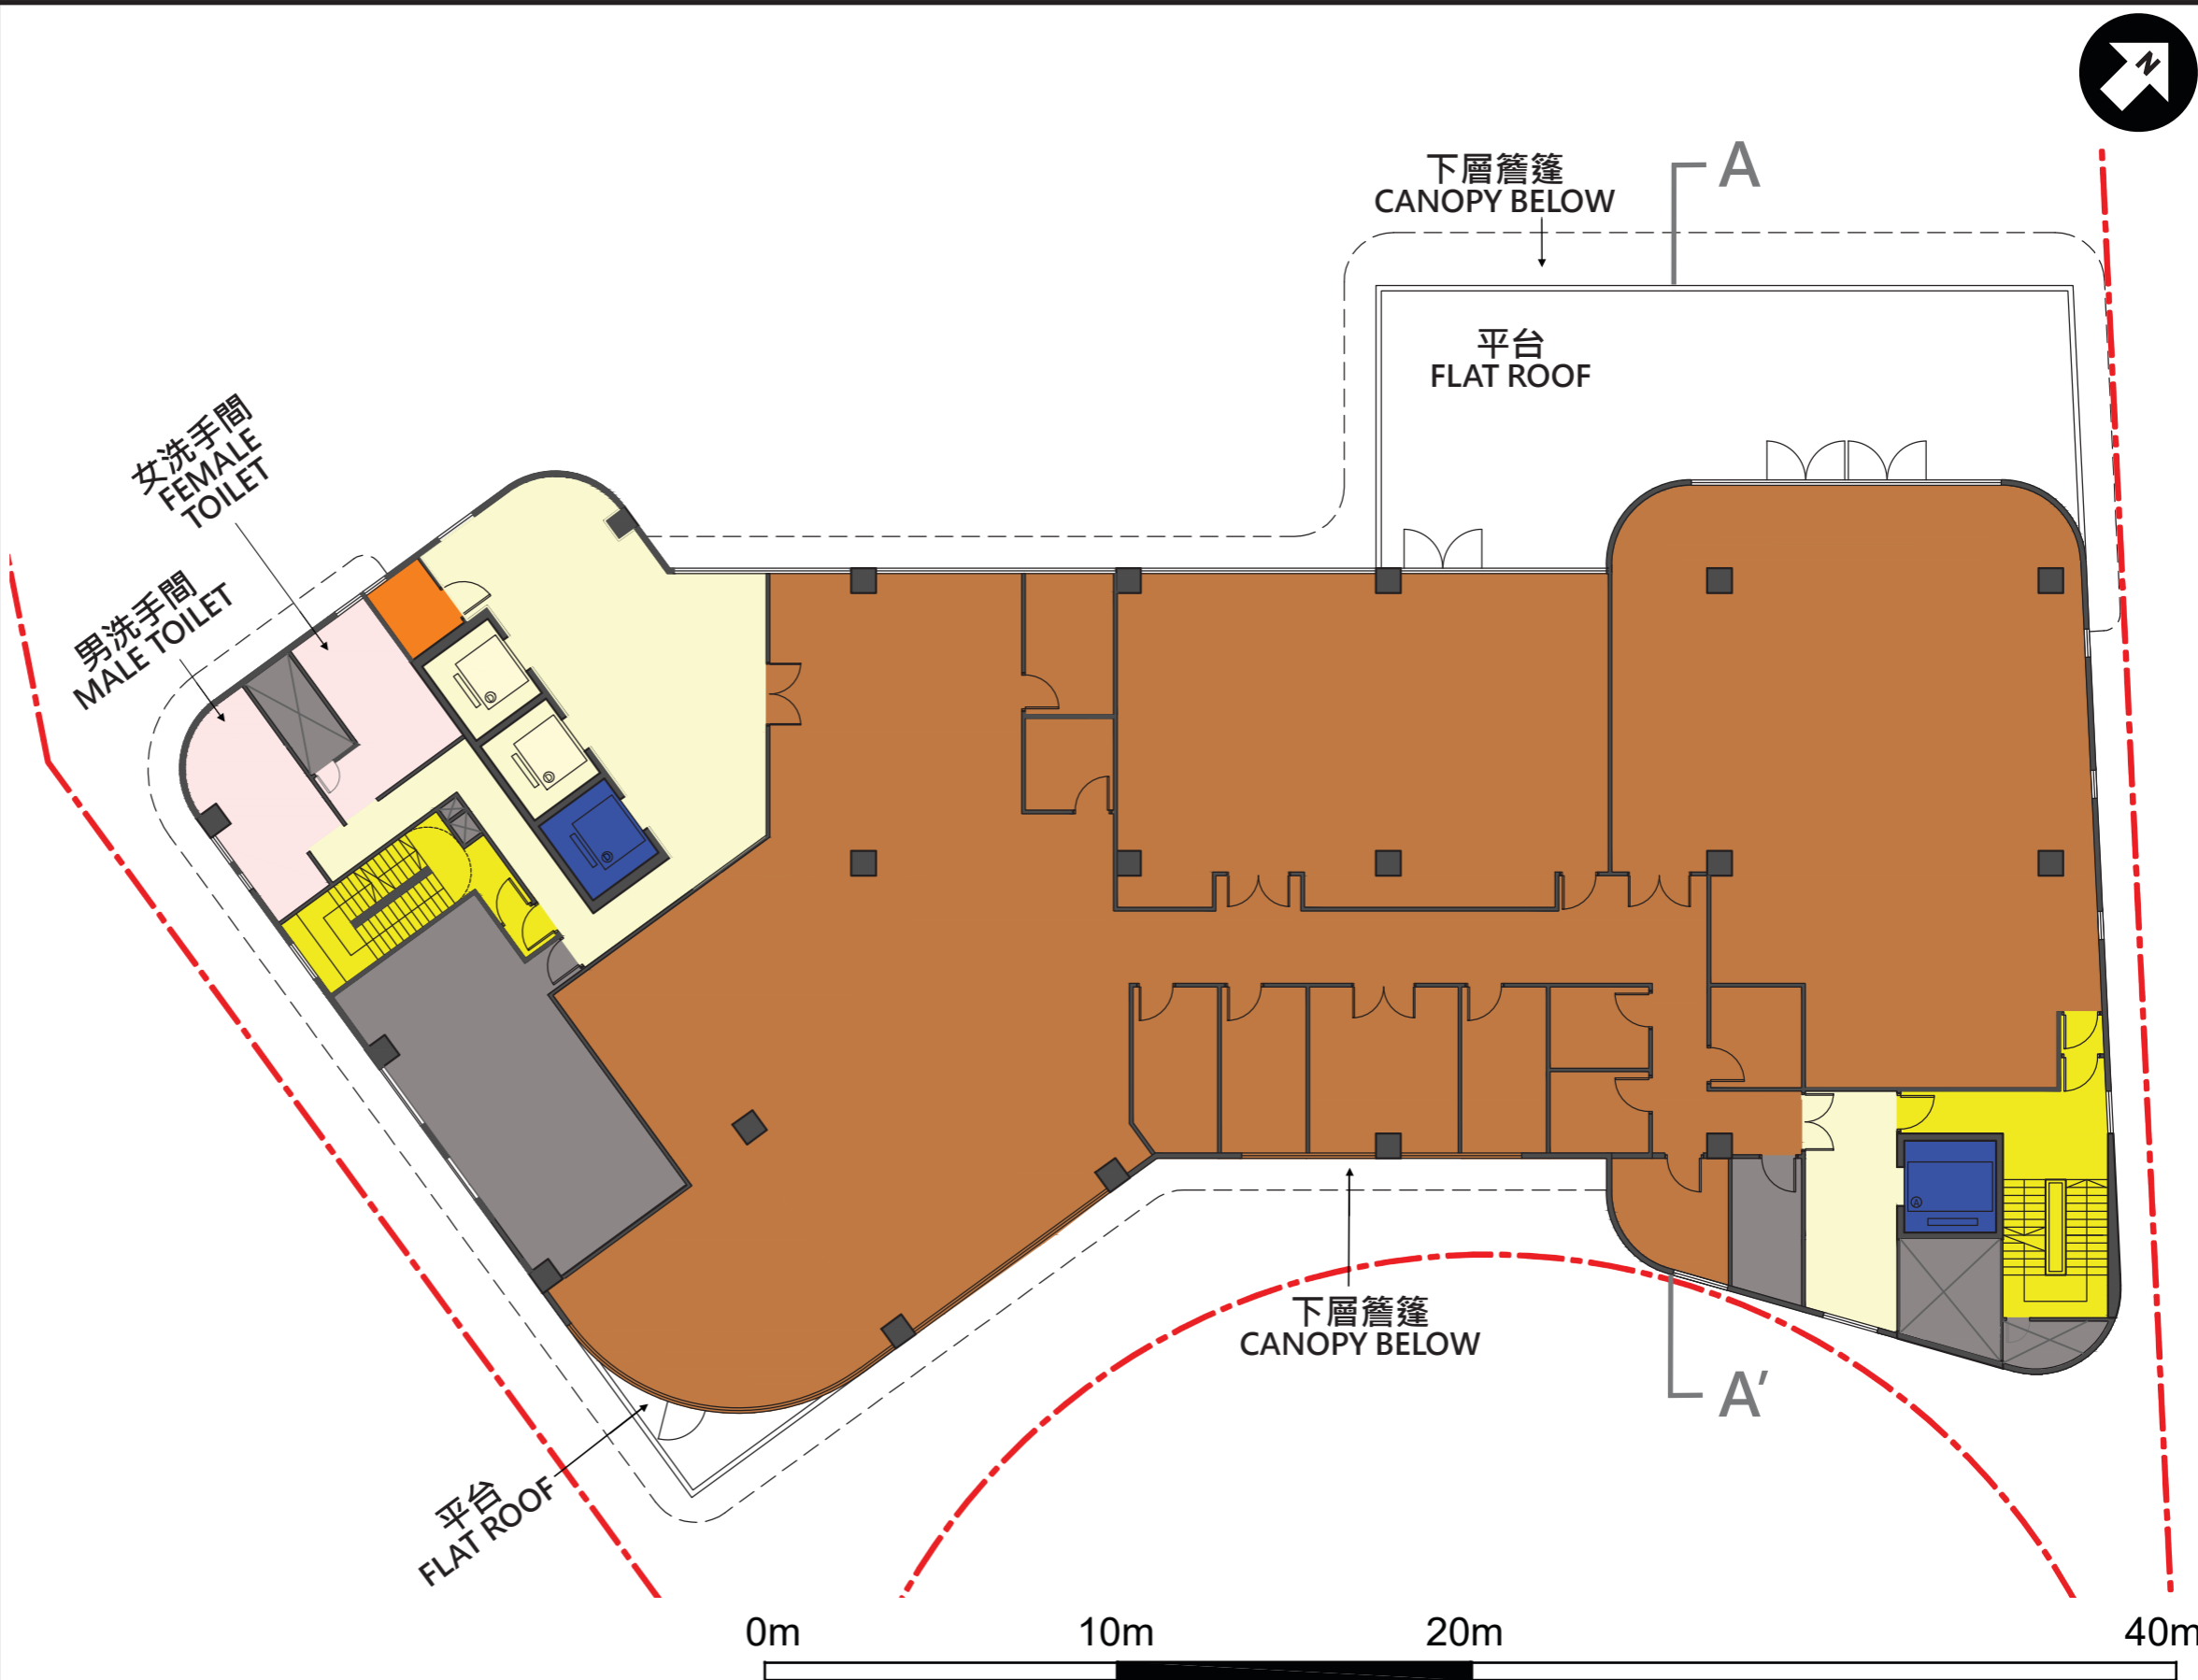 N
A
下層簷篷
CANOPY BELOW
平台
FLAT ROOF
女洗手間
FEMALE
TOILET
男洗手間
MALE TOILET
下層簷篷
CANOPY BELOW
A′
平台
FLAT ROOF
0m 10m 20m 40m